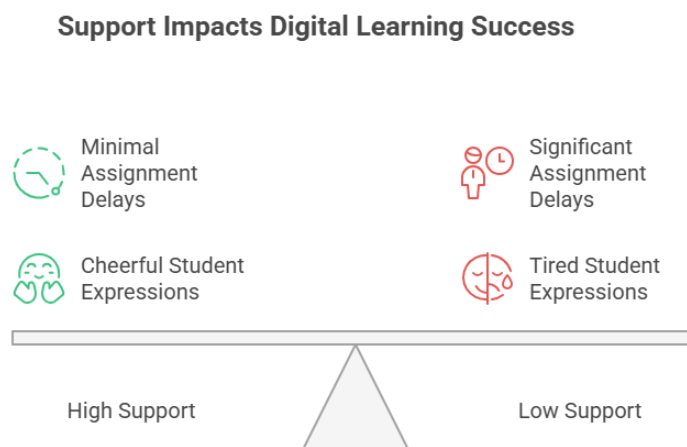 Support Impacts Digital Learning Success
Minimal
Assignment
Delays
Significant
Assignment
Delays
Cheerful Student
Expressions
Tired Student
Expressions
High Support
Low Support